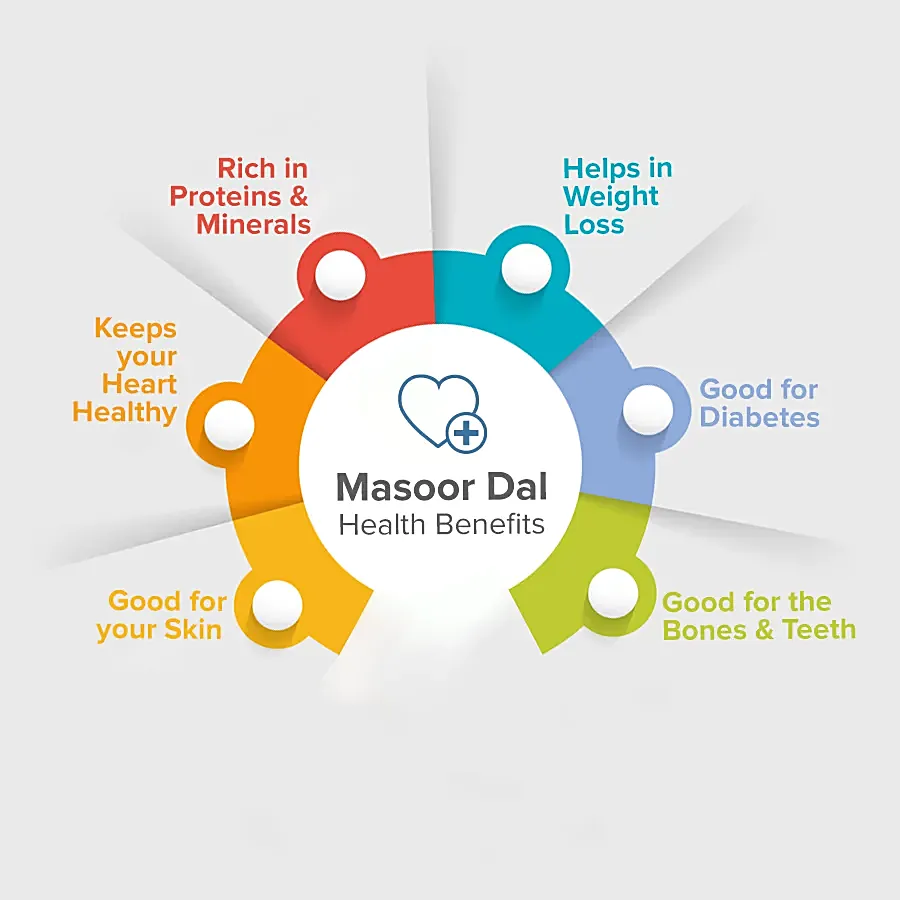 Rich in
Proteins &
Minerals
Helps in
Weight
Loss
Keeps
your
Heart
Healthy
Good for
Diabetes
Masoor Dal
Health Benefits
Good for
your Skin
Good for the
Bones & Teeth